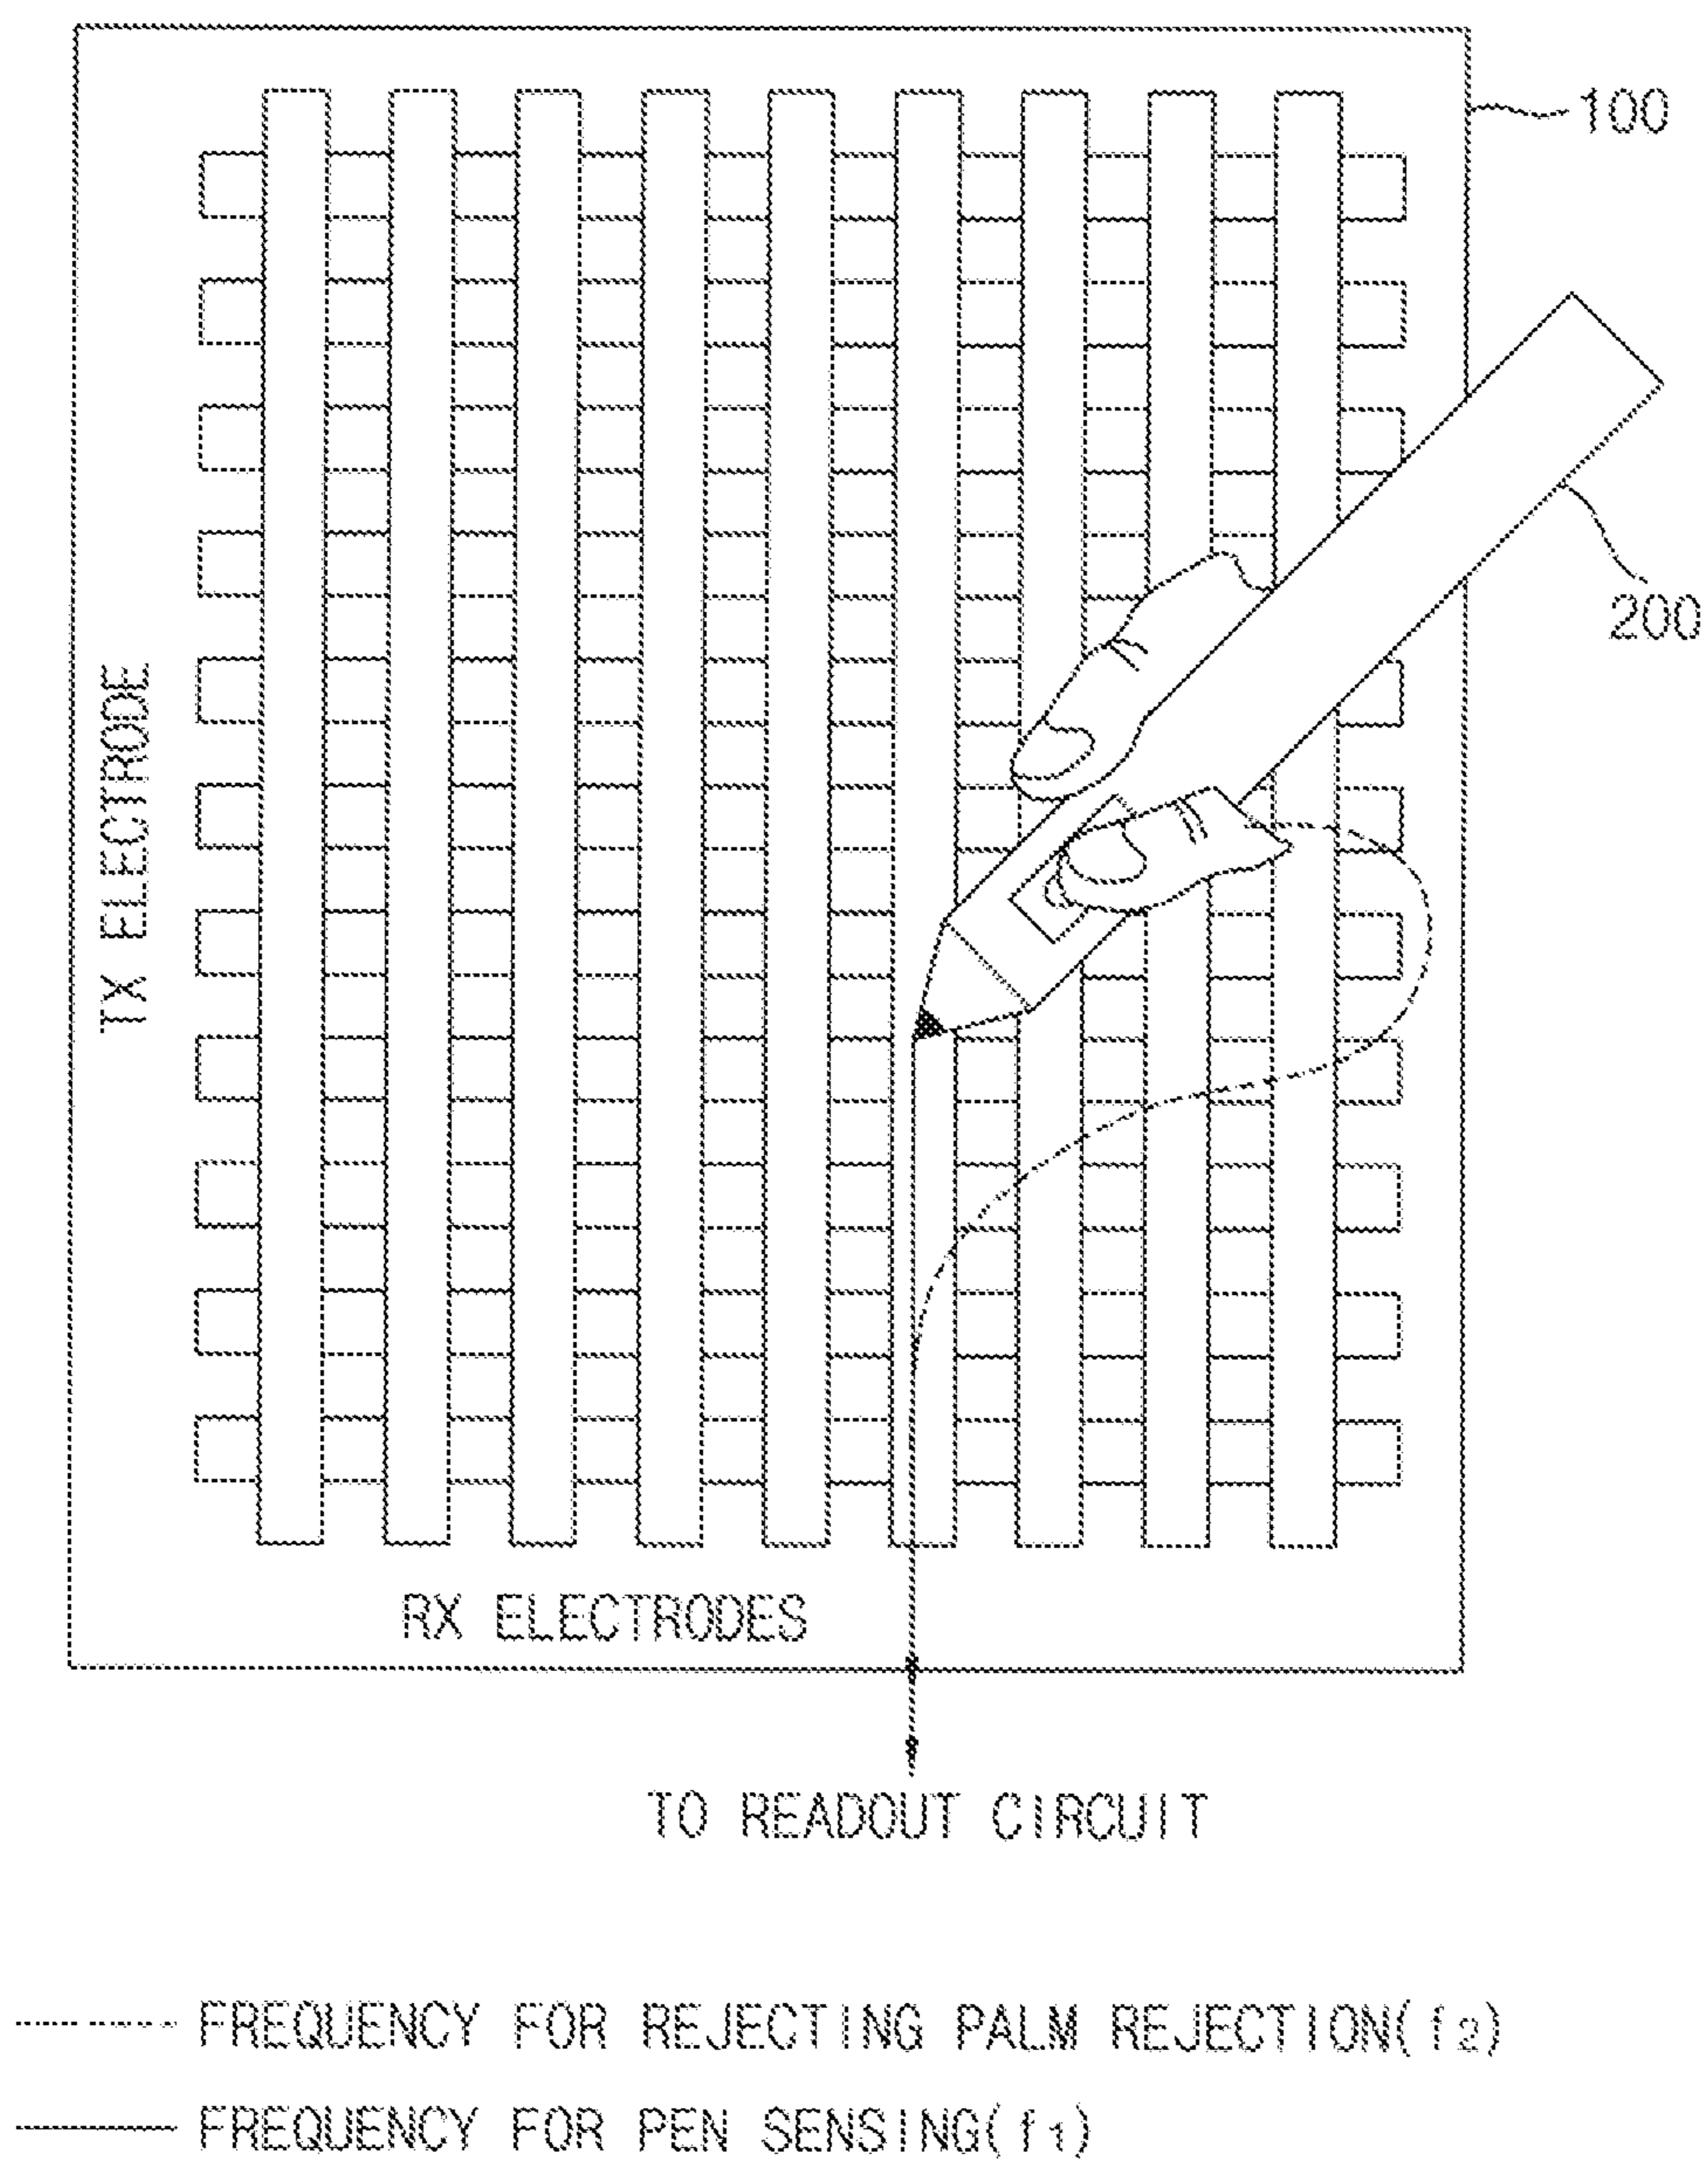 100
200
TX ELECTRODE
RX ELECTRODES
TO READOUT CIRCUIT
FREQUENCY FOR REJECTING PALM REJECTION(f2)
FREQUENCY FOR PEN SENSING(f1)